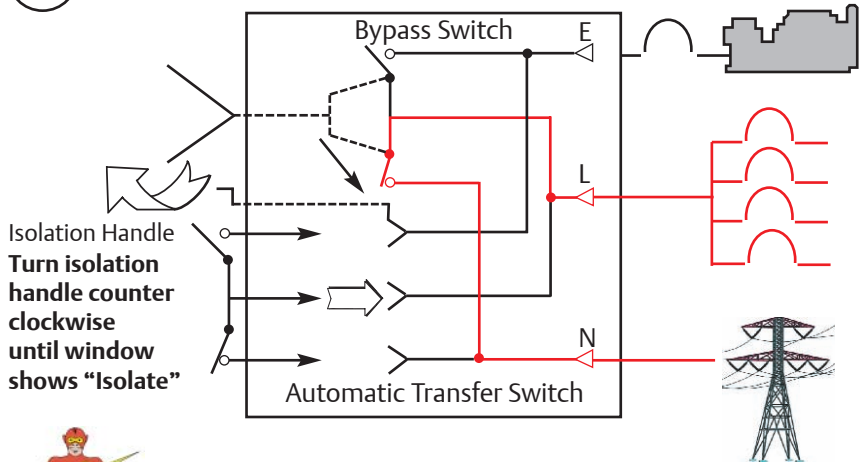 Bypass Switch
E
L
Isolation Handle
Turn isolation
handle counter
clockwise
until window
shows “Isolate”
N
Automatic Transfer Switch